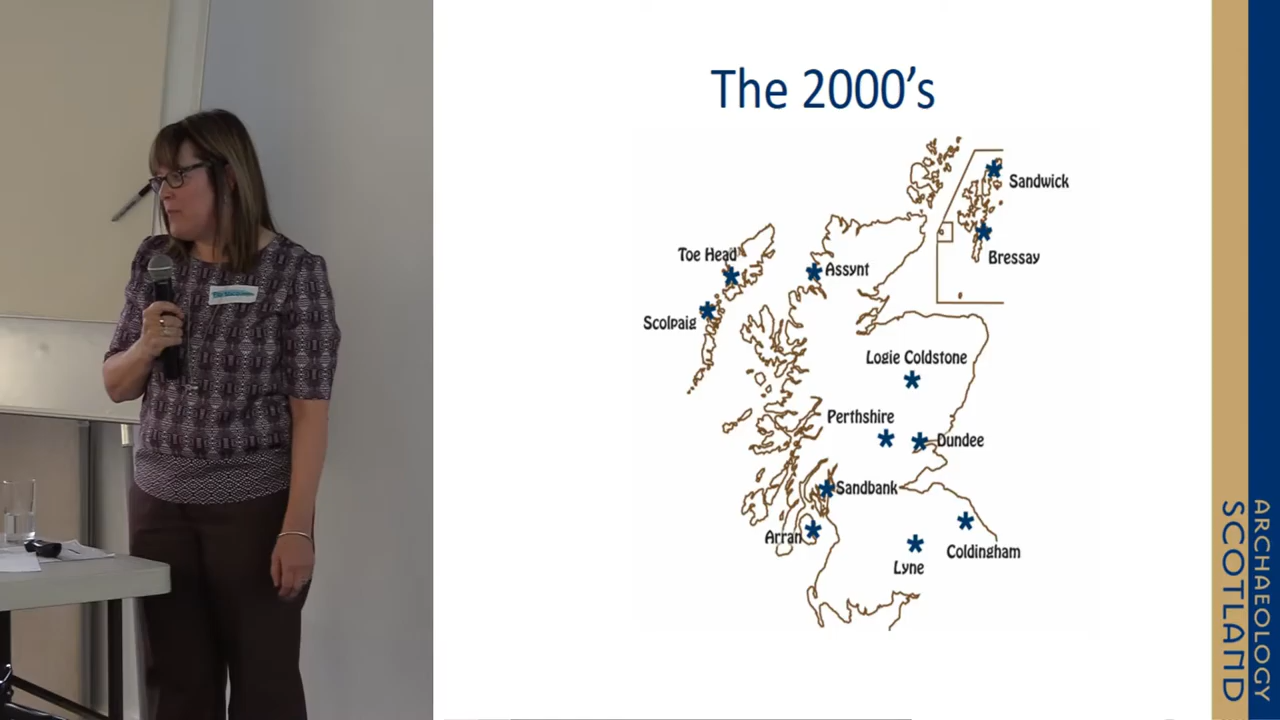 The 2000's
Sandwick
Bressay
Toe Head
Assynt
Scolpaig
Logie Coldstone
Perthshire
Dundee
Sandbank
Arran
Coldingham
Lyne
ARCHAEOLOGY
SCOTLAND